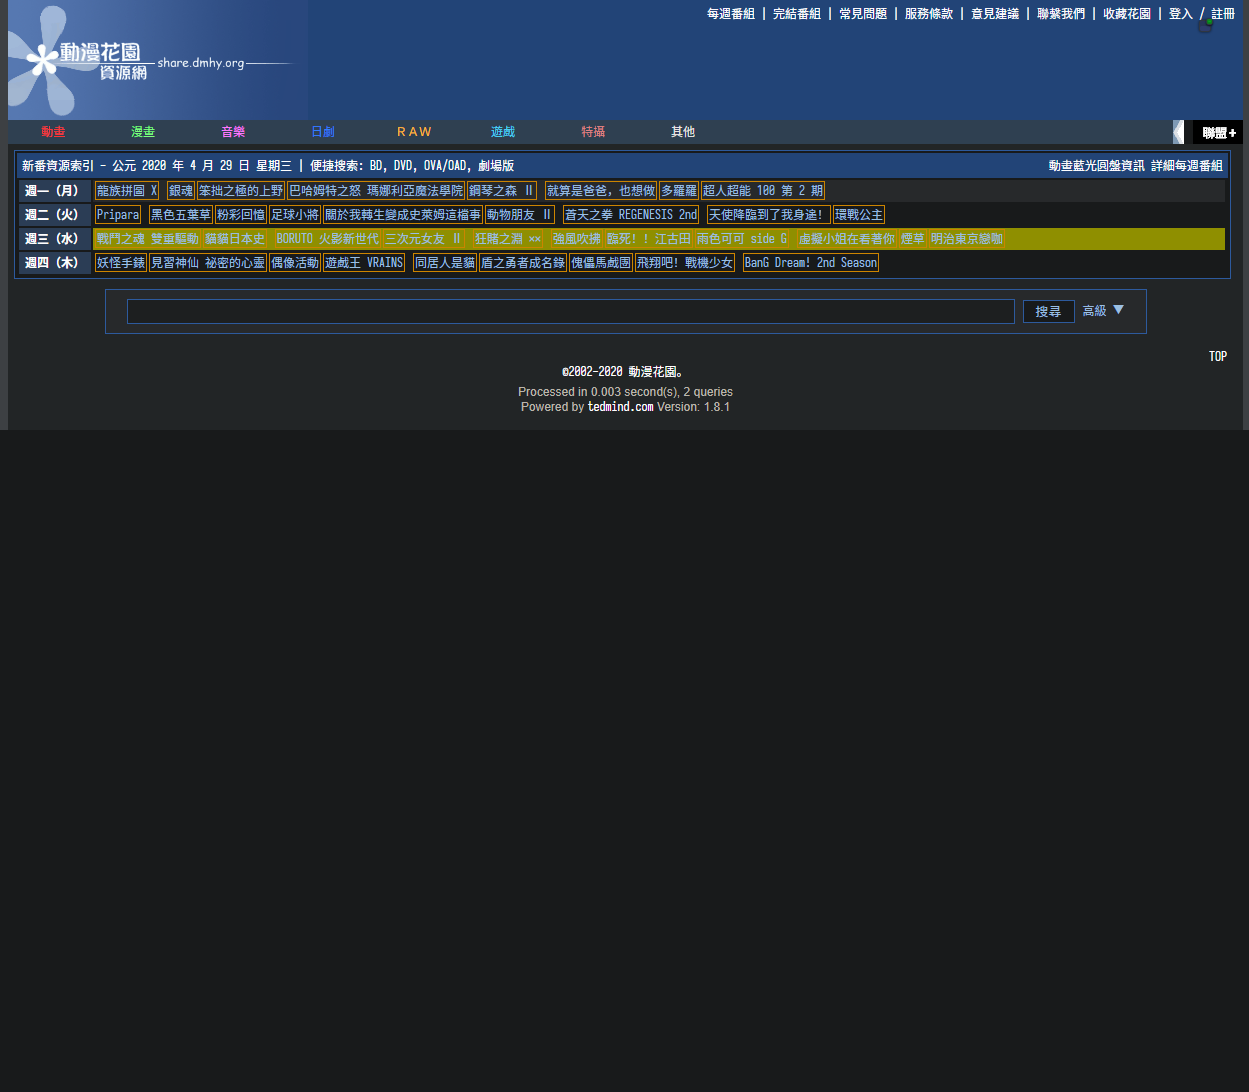 每週番組 | 完結番組 | 常見問題 | 服務條款 | 意見建議 | 聯繫我們 | 收藏花園 | 登入 / 註冊
動漫花園
資源網 share.dmhy.org
動畫 漫畫 音樂 日劇 RAW 遊戲 特攝 其他 聯盟+
新番資源索引 - 公元 2020 年 4 月 29 日 星期三 | 便捷搜索: BD, DVD, OVA/OAD, 劇場版 動畫藍光圓盤資訊 詳細每週番組
週一（月） 龍族拼圖 X 銀魂 笨拙之極的上野 巴哈姆特之怒 瑪娜利亞魔法學院 鋼琴之森 II 就算是爸爸，也想做 多羅羅 超人超能 100 第 2 期
週二（火） Pripara 黑色五葉草 粉彩回憶 足球小將 關於我轉生變成史萊姆這檔事 動物朋友 II 蒼天之拳 REGENESIS 2nd 天使降臨到了我身邊！ 環戰公主
週三（水） 戰鬥之魂 雙重驅動 貓貓日本史 BORUTO 火影新世代 三次元女友 II 狂賭之淵 ×× 強風吹拂 臨死！！江古田 雨色可可 side G 虛擬小姐在看著你 煙草 明治東京戀咖
週四（木） 妖怪手錶 見習神仙 祕密的心靈 偶像活動 遊戲王 VRAINS 同居人是貓 盾之勇者成名錄 傀儡馬戲團 飛翔吧！戰機少女 BanG Dream! 2nd Season
搜尋 高級 ▼
TOP
©2002-2020 動漫花園。
Processed in 0.003 second(s), 2 queries
Powered by tedmind.com Version: 1.8.1